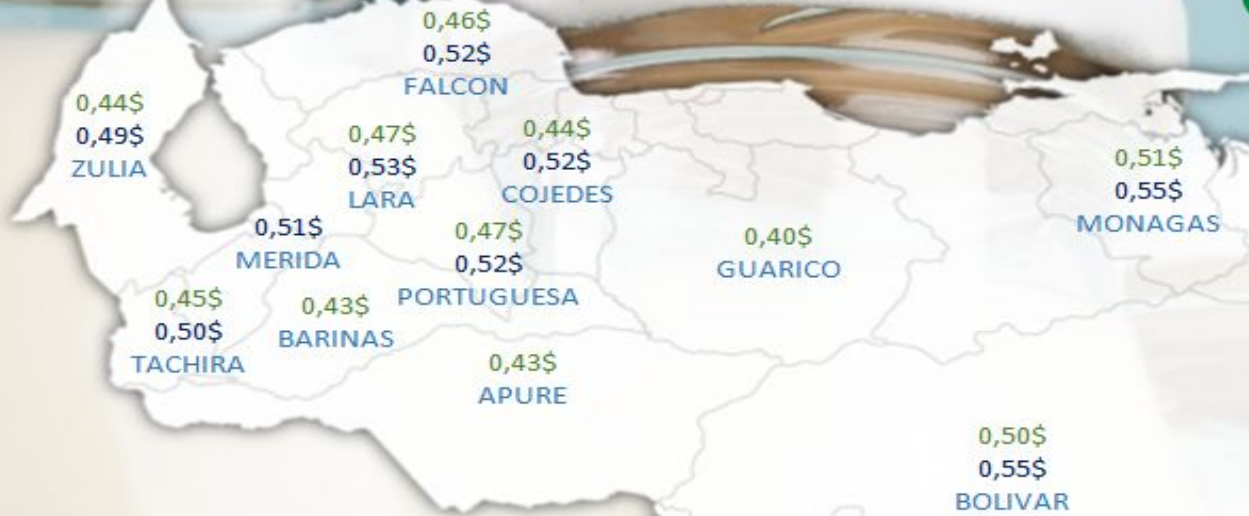 0,46$
0,52$
FALCON
0,44$
0,49$
ZULIA
0,47$
0,53$
LARA
0,44$
0,52$
COJEDES
0,51$
0,55$
MONAGAS
0,51$
MERIDA
0,47$
0,52$
PORTUGUESA
0,40$
GUARICO
0,45$
0,50$
TACHIRA
0,43$
BARINAS
0,43$
APURE
0,50$
0,55$
BOLIVAR